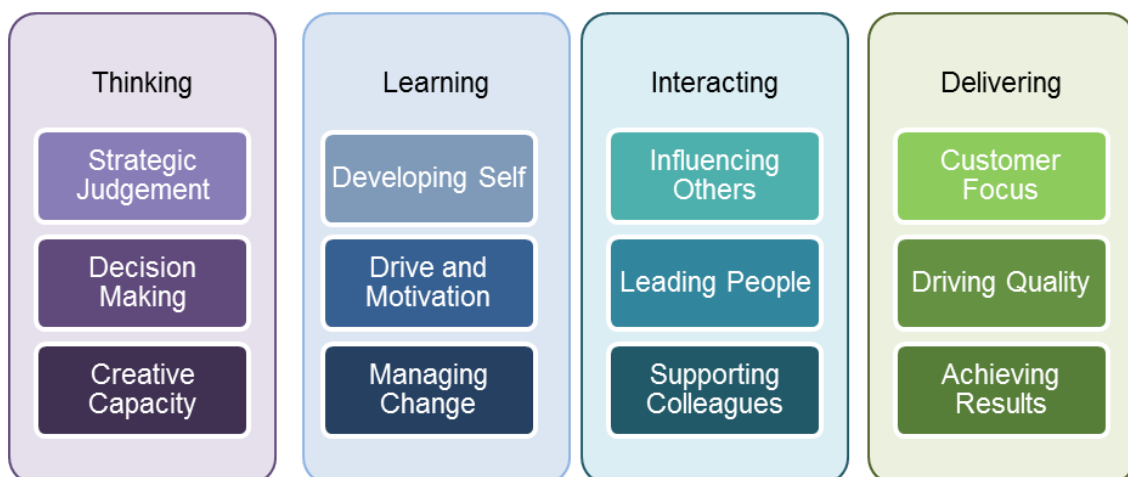 Thinking
Strategic
Judgement
Decision
Making
Creative
Capacity
Learning
Developing Self
Drive and
Motivation
Managing
Change
Interacting
Influencing
Others
Leading People
Supporting
Colleagues
Delivering
Customer
Focus
Driving Quality
Achieving
Results